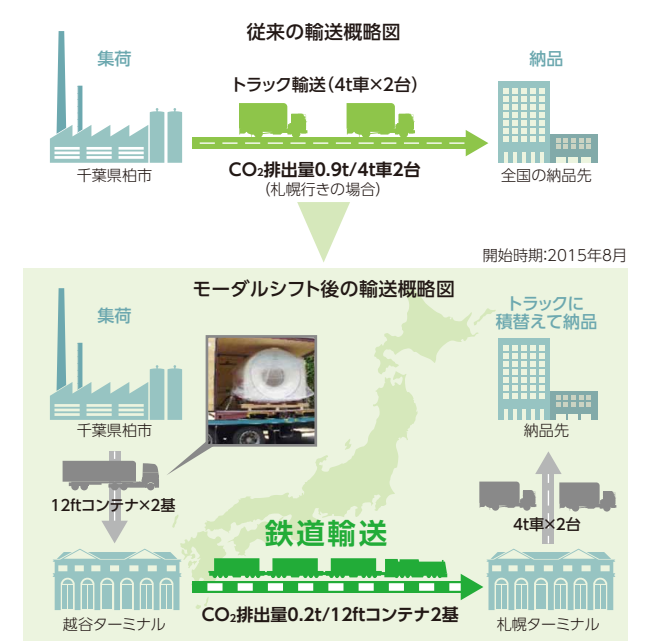 従来の輸送概略図
集荷
納品
トラック輸送（4t車×2台）
CO₂排出量0.9t/4t車2台
（札幌行きの場合）
千葉県柏市
全国の納品先
開始時期:2015年8月
モーダルシフト後の輸送概略図
集荷
トラックに
積替えて納品
千葉県柏市
納品先
12ftコンテナ×2基
4t車×2台
鉄道輸送
CO₂排出量0.2t/12ftコンテナ2基
越谷ターミナル
札幌ターミナル